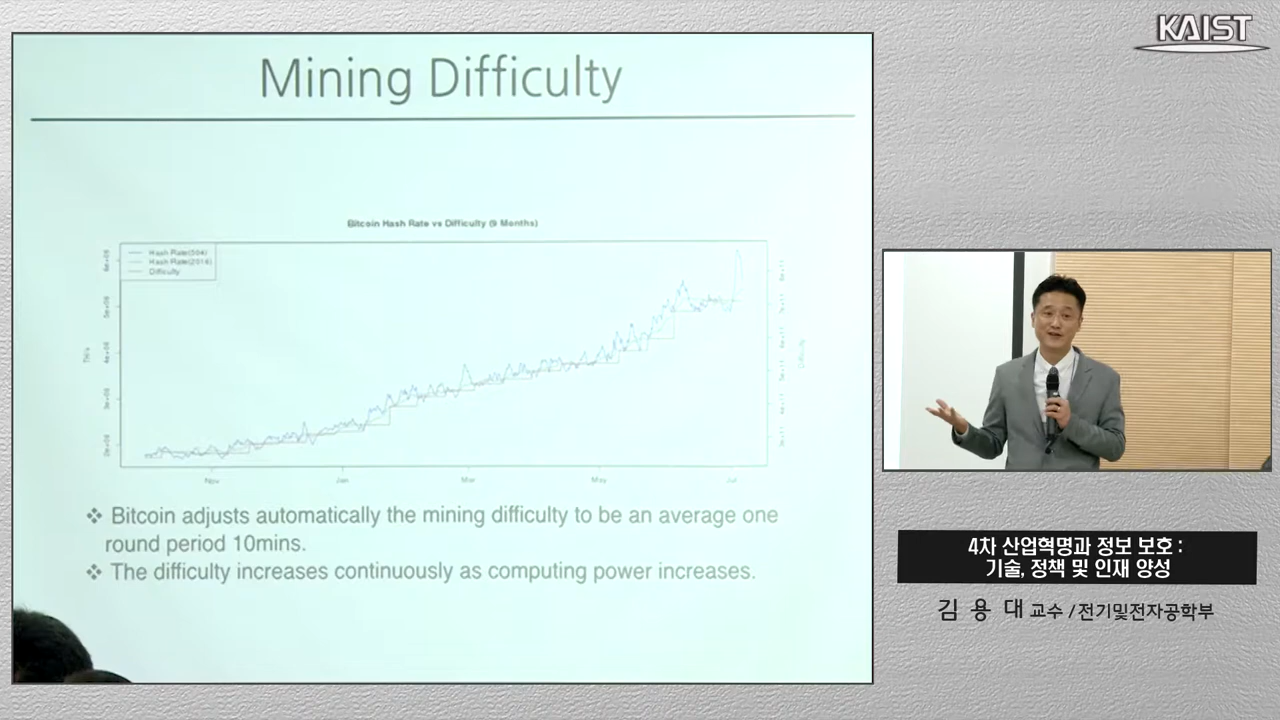 KAIST
Mining Difficulty
Bitcoin Hash Rate vs Difficulty (9 Months)
Hash Rate(504)
Hash Rate(2016)
Difficulty
Nov
Jan
Mar
May
Jul
❖ Bitcoin adjusts automatically the mining difficulty to be an average one
round period 10mins.
❖ The difficulty increases continuously as computing power increases.
4차 산업혁명과 정보 보호 :
기술, 정책 및 인재 양성
김 용 대 교수 / 전기및전자공학부